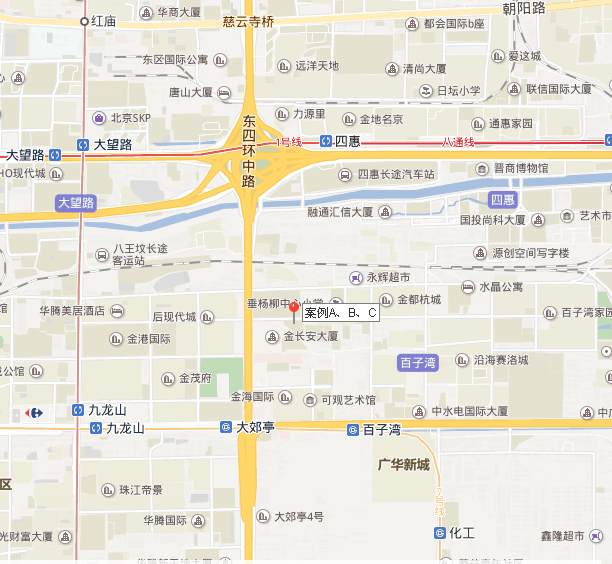 华商大厦
朝阳路
红庙
慈云寺桥
都会国际b座
东区国际公寓
远洋天地
清尚大厦
爱这城
唐山大厦
日坛小学
联信国际大厦
北京SKP
力源里
金地名京
通惠家园
东四环中路
大望路
大望路
1号线
四惠
八通线
HO现代城
四惠长途汽车站
晋商博物馆
大望路
四惠
融通汇信大厦
国投尚科大厦
艺术市
八王坟长途
客运站
源创空间写字楼
永辉超市
水晶公寓
垂杨柳中心小学
金都杭城
华腾美居酒店
后现代城
案例A、B、C
百子湾家园
金港国际
金长安大厦
百子湾
沿海赛洛城
公馆
金茂府
金海国际
可观艺术馆
九龙山
中水电国际大厦
中广
九龙山
大郊亭
百子湾
广华新城
区
珠江帝景
7号线
华腾国际
大郊亭4号
光财富大厦
化工
鑫隆超市